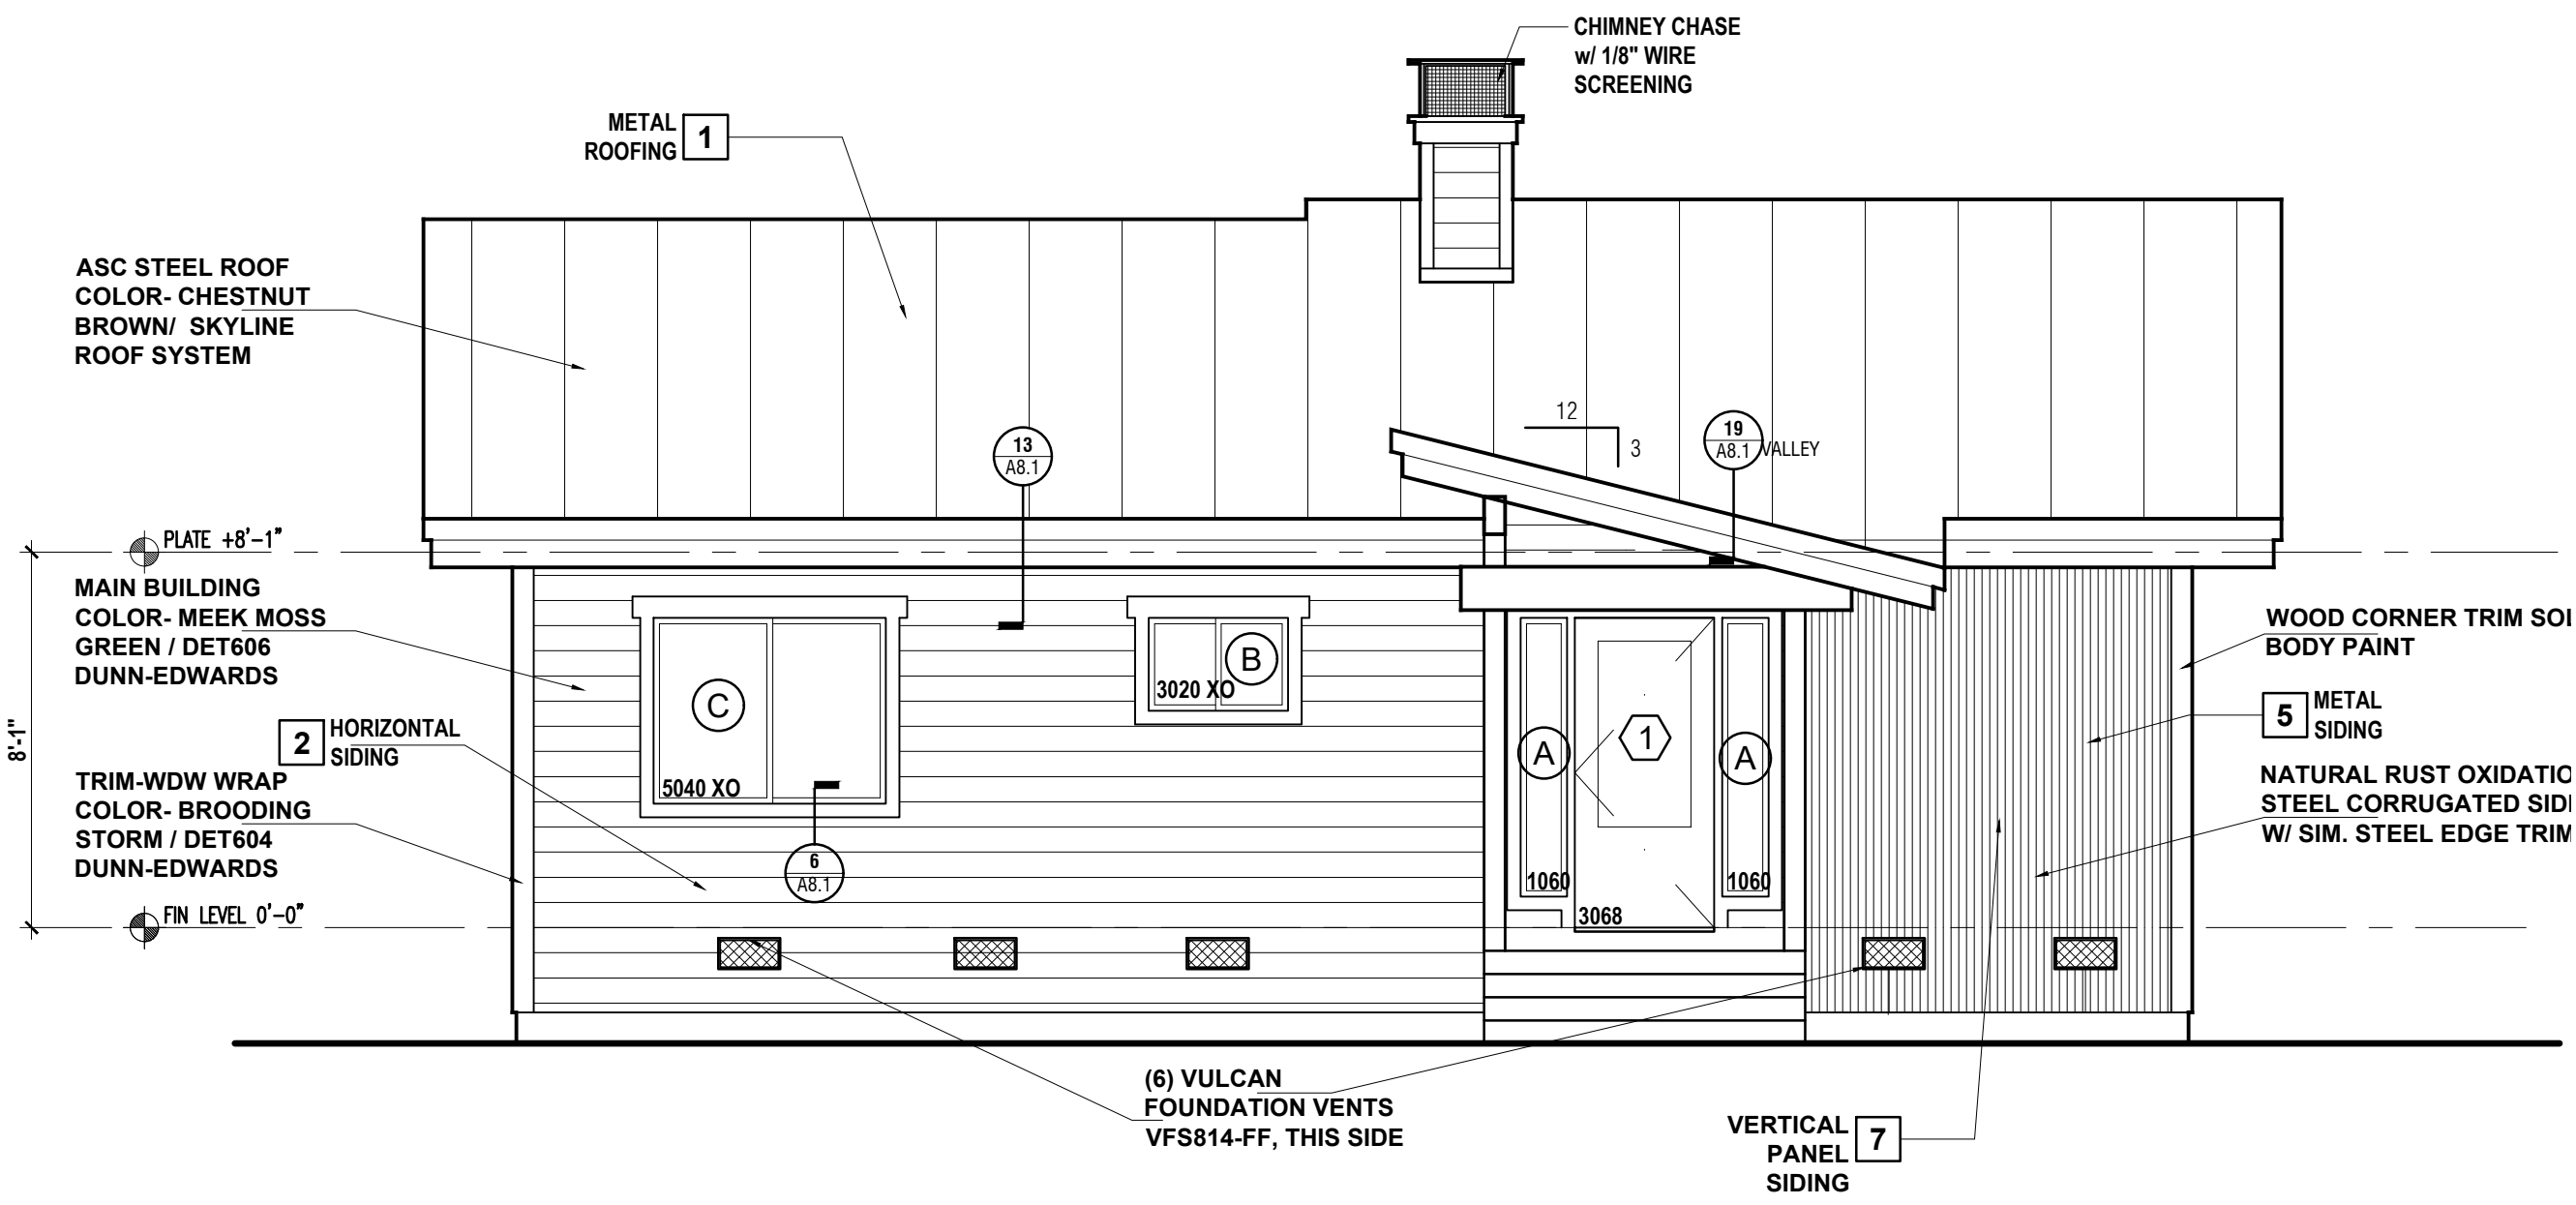 CHIMNEY CHASE
w/ 1/8" WIRE
SCREENING
METAL
ROOFING
1
ASC STEEL ROOF
COLOR- CHESTNUT
BROWN/ SKYLINE
ROOF SYSTEM
12
3
13
A8.1
19
A8.1
VALLEY
PLATE +8'-1"
MAIN BUILDING
COLOR- MEEK MOSS
GREEN / DET606
DUNN-EDWARDS
8'-1"
2
HORIZONTAL
SIDING
TRIM-WDW WRAP
COLOR- BROODING
STORM / DET604
DUNN-EDWARDS
FIN LEVEL 0'-0"
C
5040 XO
6
A8.1
B
3020 XO
A
1060
1
3068
A
1060
WOOD CORNER TRIM
BODY PAINT
5
METAL
SIDING
NATURAL RUST
STEEL CORRUGATED
W/ SIM. STEEL EDGE TRIM
(6) VULCAN
FOUNDATION VENTS
VFS814-FF, THIS SIDE
VERTICAL
PANEL
SIDING
7